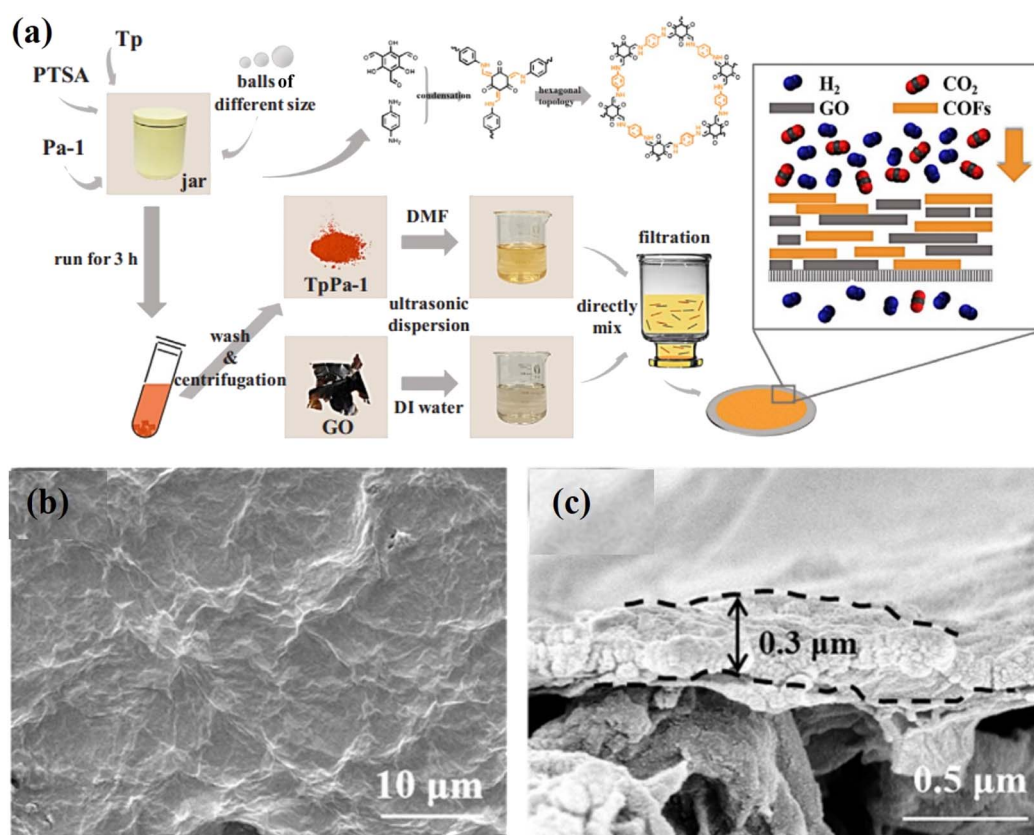 (a)
Tp
PTSA
Pa-1
jar
balls of
different size
condensation
hexagonal
topology
H2
CO2
GO
COFs
run for 3 h
wash
&
centrifugation
TpPa-1
DMF
ultrasonic
dispersion
GO
DI water
filtration
directly
mix
(b)
10 μm
(c)
0.3 μm
0.5 μm